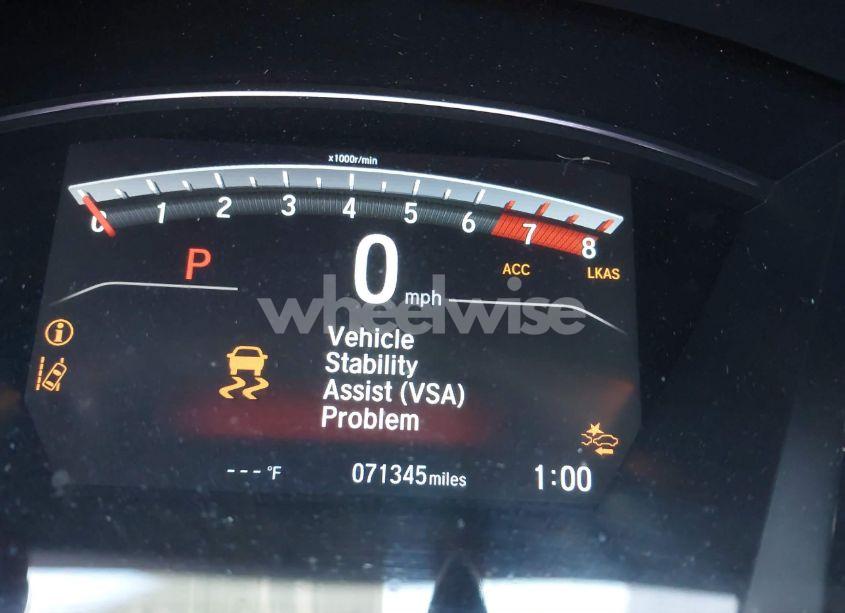 x1000r/min
0 1 2 3 4 5 6 7 8
P
0 mph
ACC
LKAS
wheelwise
Vehicle
Stability
Assist (VSA)
Problem
--- °F
071345 miles
1:00